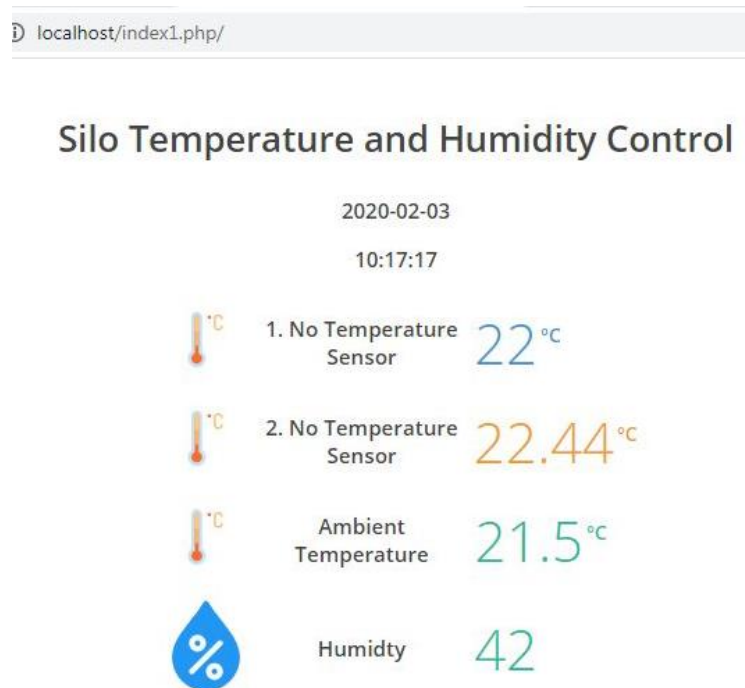 localhost/index1.php/
Silo Temperature and Humidity Control
2020-02-03
10:17:17
°C
1. No Temperature
Sensor
22 °C
°C
2. No Temperature
Sensor
22.44 °C
°C
Ambient
Temperature
21.5 °C
%
Humidty
42